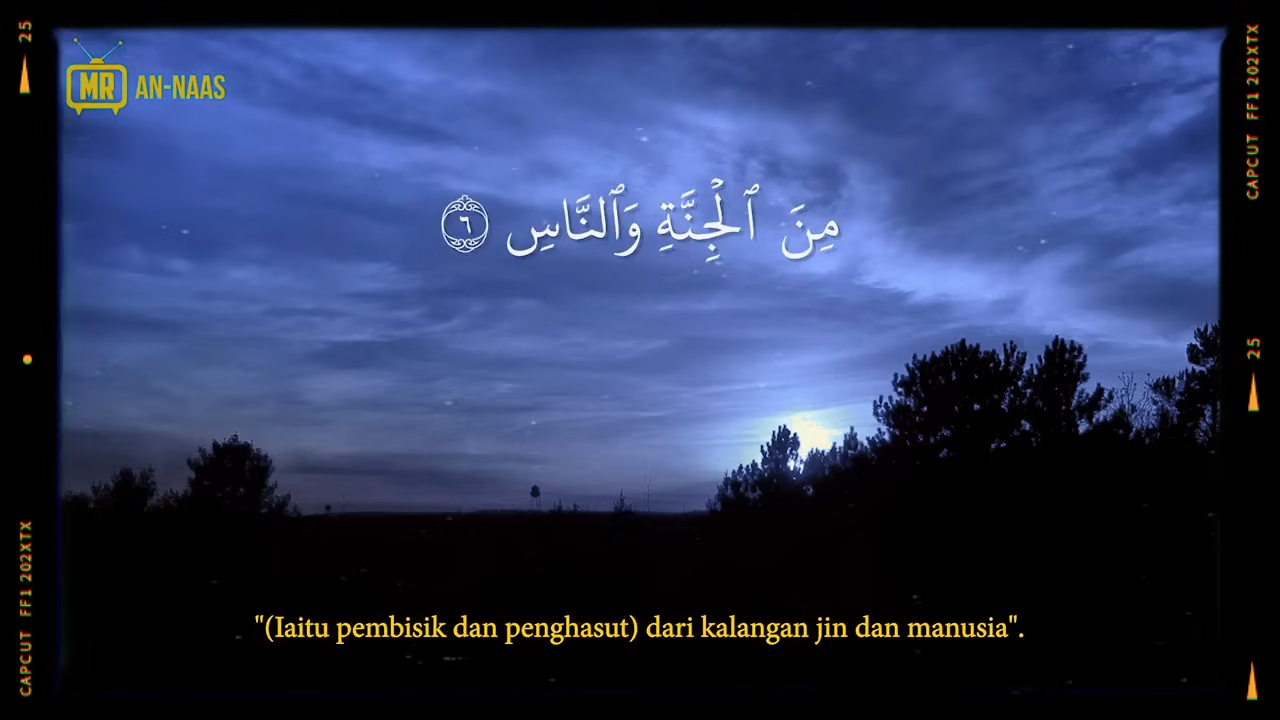 25
CAPCUT FF1 202XTX
MR AN-NAAS
مِنَ ٱلْجِنَّةِ وَٱلنَّاسِ ٦
"(Iaitu pembisik dan penghasut) dari kalangan jin dan manusia".
CAPCUT FF1 202XTX
25